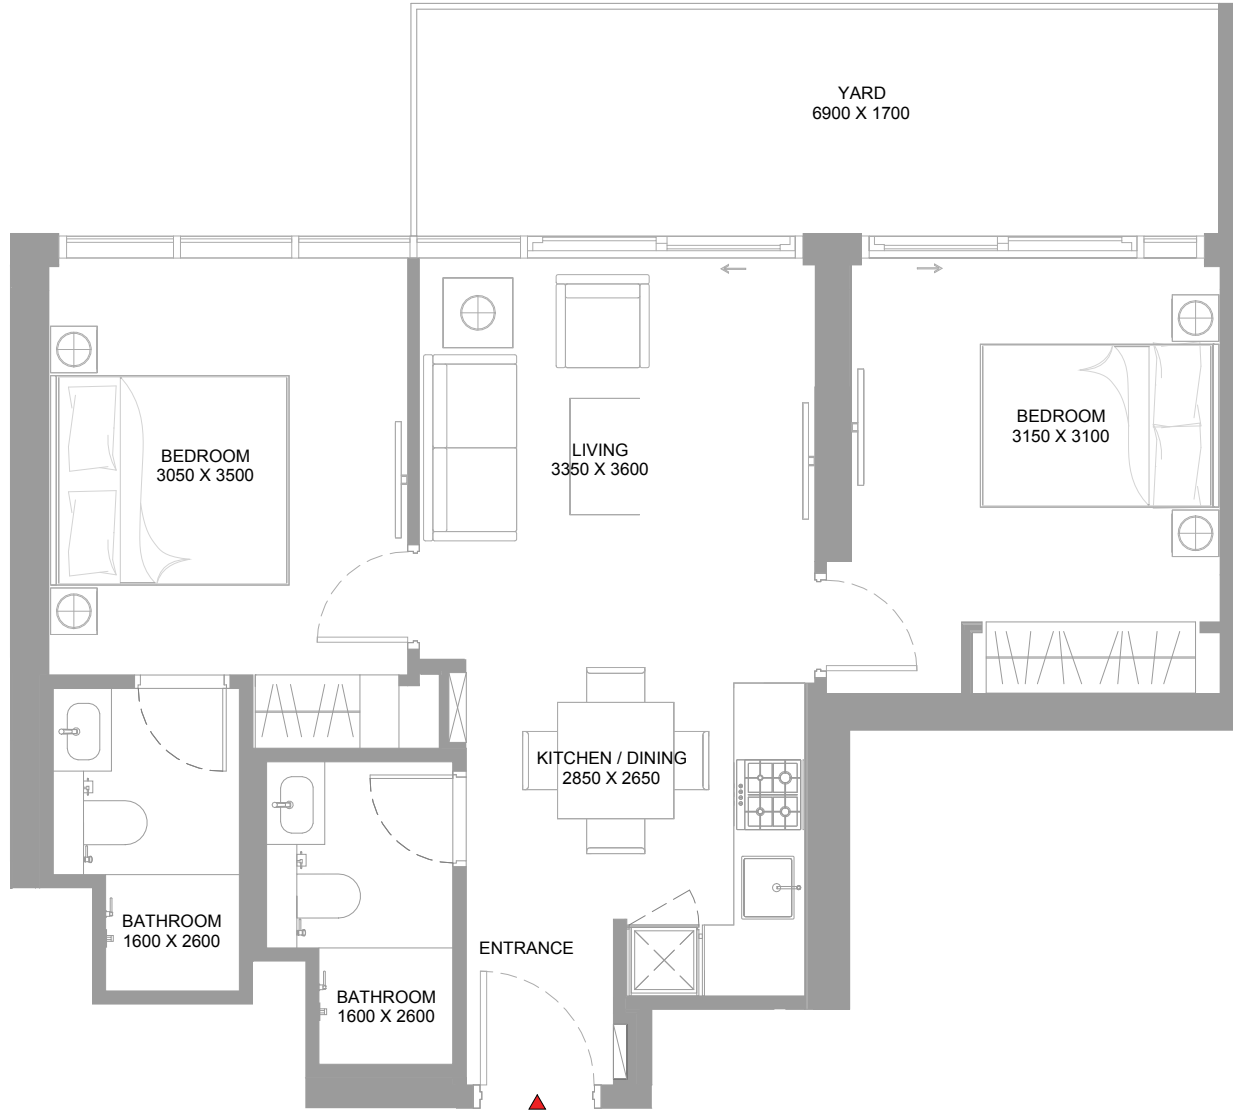 YARD
6900 X 1700
BEDROOM
3150 X 3100
LIVING
3350 X 3600
BEDROOM
3050 X 3500
KITCHEN / DINING
2850 X 2650
BATHROOM
1600 X 2600
ENTRANCE
BATHROOM
1600 X 2600